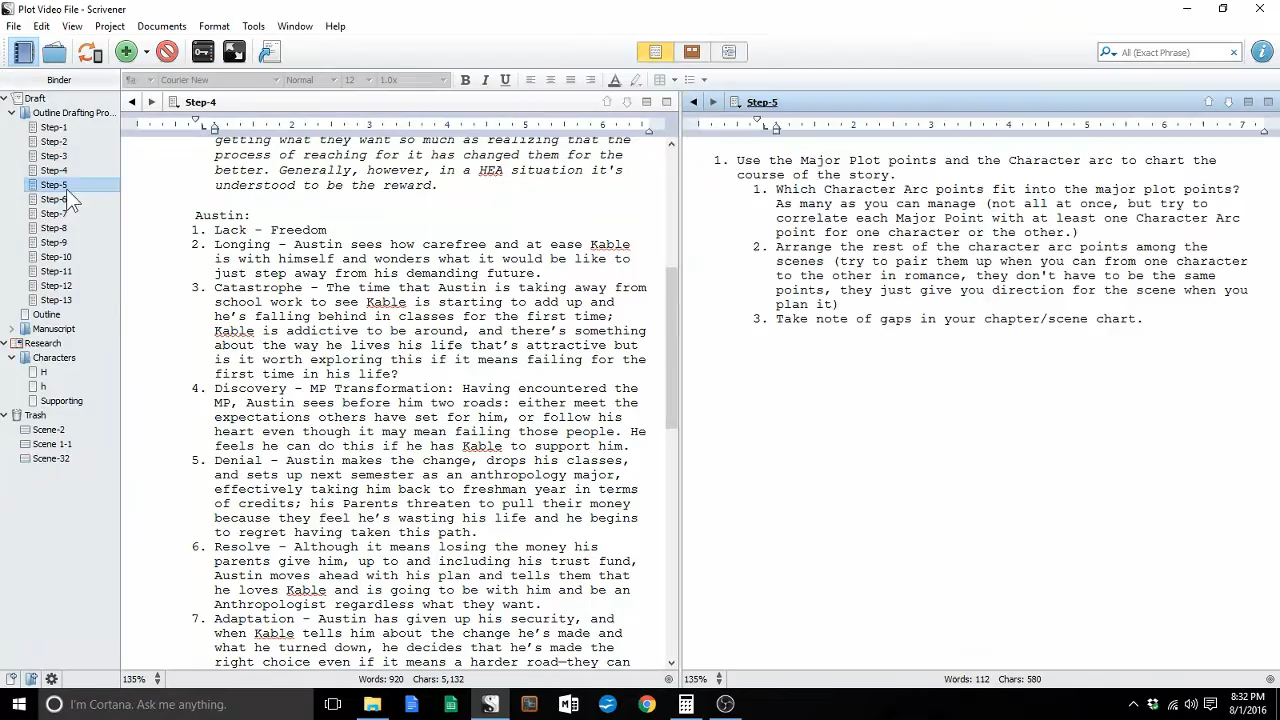 Plot Video File - Scrivener
File Edit View Project Documents Format Tools Window Help
All (Exact Phrase)
Binder
Courier New Normal 12 1.0x B I U
Draft
Outline Drafting Pro...
Step-1
Step-2
Step-3
Step-4
Step-5
Step-6
Step-7
Step-8
Step-9
Step-10
Step-11
Step-12
Step-13
Outline
Manuscript
Research
Characters
H
h
Supporting
Trash
Scene-2
Scene 1-1
Scene-32
Step-4
2 3 4 5 6
getting what they want so much as realizing that the
process of reaching for it has changed them for the
better. Generally, however, in a HEA situation it's
understood to be the reward.
Austin:
1. Lack - Freedom
2. Longing - Austin sees how carefree and at ease Kable
is with himself and wonders what it would be like to
just step away from his demanding future.
3. Catastrophe - The time that Austin is taking away from
school work to see Kable is starting to add up and
he's falling behind in classes for the first time;
Kable is addictive to be around, and there's something
about the way he lives his life that's attractive but
is it worth exploring this if it means failing for the
first time in his life?
4. Discovery - MP Transformation: Having encountered the
MP, Austin sees before him two roads: either meet the
expectations others have set for him, or follow his
heart even though it may mean failing those people. He
feels he can do this if he has Kable to support him.
5. Denial - Austin makes the change, drops his classes,
and sets up next semester as an anthropology major,
effectively taking him back to freshman year in terms
of credits; his Parents threaten to pull their money
because they feel he's wasting his life and he begins
to regret having taken this path.
6. Resolve - Although it means losing the money his
parents give him, up to and including his trust fund,
Austin moves ahead with his plan and tells them that
he loves Kable and is going to be with him and be an
Anthropologist regardless what they want.
7. Adaptation - Austin has given up his security, and
when Kable tells him about the change he's made and
what he turned down, he decides that he's made the
right choice even if it means a harder road—they can
135% Words: 920 Chars: 5,132
Step-5
2 3 4 5 6 7
1. Use the Major Plot points and the Character arc to chart the
course of the story.
1. Which Character Arc points fit into the major plot points?
As many as you can manage (not all at once, but try to
correlate each Major Point with at least one Character Arc
point for one character or the other.)
2. Arrange the rest of the character arc points among the
scenes (try to pair them up when you can from one character
to the other in romance, they don't have to be the same
points, they just give you direction for the scene when you
plan it)
3. Take note of gaps in your chapter/scene chart.
135% Words: 112 Chars: 580
I'm Cortana. Ask me anything.
8:32 PM
8/1/2016